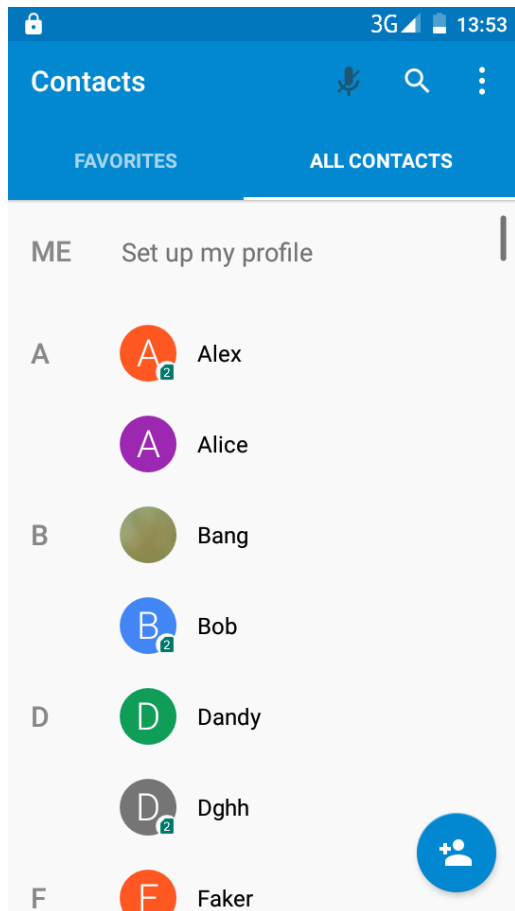 3G 13:53
Contacts
FAVORITES ALL CONTACTS
ME Set up my profile
A A 2 Alex
A Alice
B Bang
B 2 Bob
D D Dandy
D 2 Dghh
F F Faker